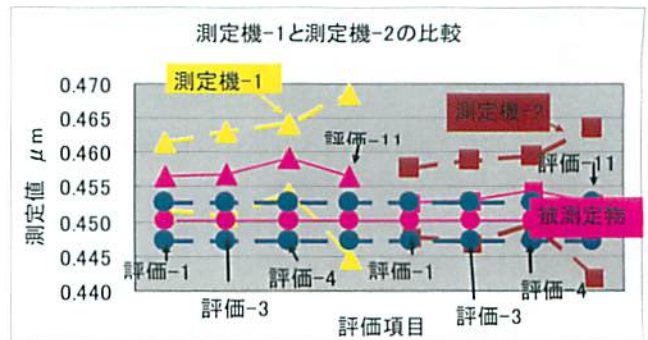 測定機-1と測定機-2の比較
測定値 μm
0.470
0.465
0.460
0.455
0.450
0.445
0.440
測定機-1
測定機-2
評価-11
評価-11
被測定物
評価-1
評価-3
評価-4
評価-1
評価-3
評価-4
評価項目